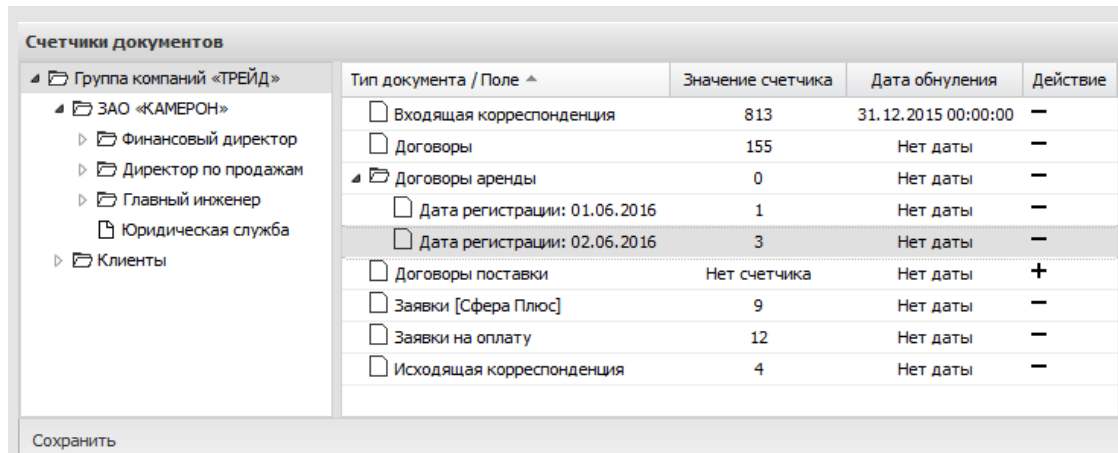 Счетчики документов
Группа компаний «ТРЕЙД»
ЗАО «КАМЕРОН»
Финансовый директор
Директор по продажам
Главный инженер
Юридическая служба
Клиенты
Тип документа / Поле Значение счетчика Дата обнуления Действие
Входящая корреспонденция 813 31.12.2015 00:00:00 −
Договоры 155 Нет даты −
Договоры аренды 0 Нет даты −
Дата регистрации: 01.06.2016 1 Нет даты −
Дата регистрации: 02.06.2016 3 Нет даты −
Договоры поставки Нет счетчика Нет даты +
Заявки [Сфера Плюс] 9 Нет даты −
Заявки на оплату 12 Нет даты −
Исходящая корреспонденция 4 Нет даты −
Сохранить